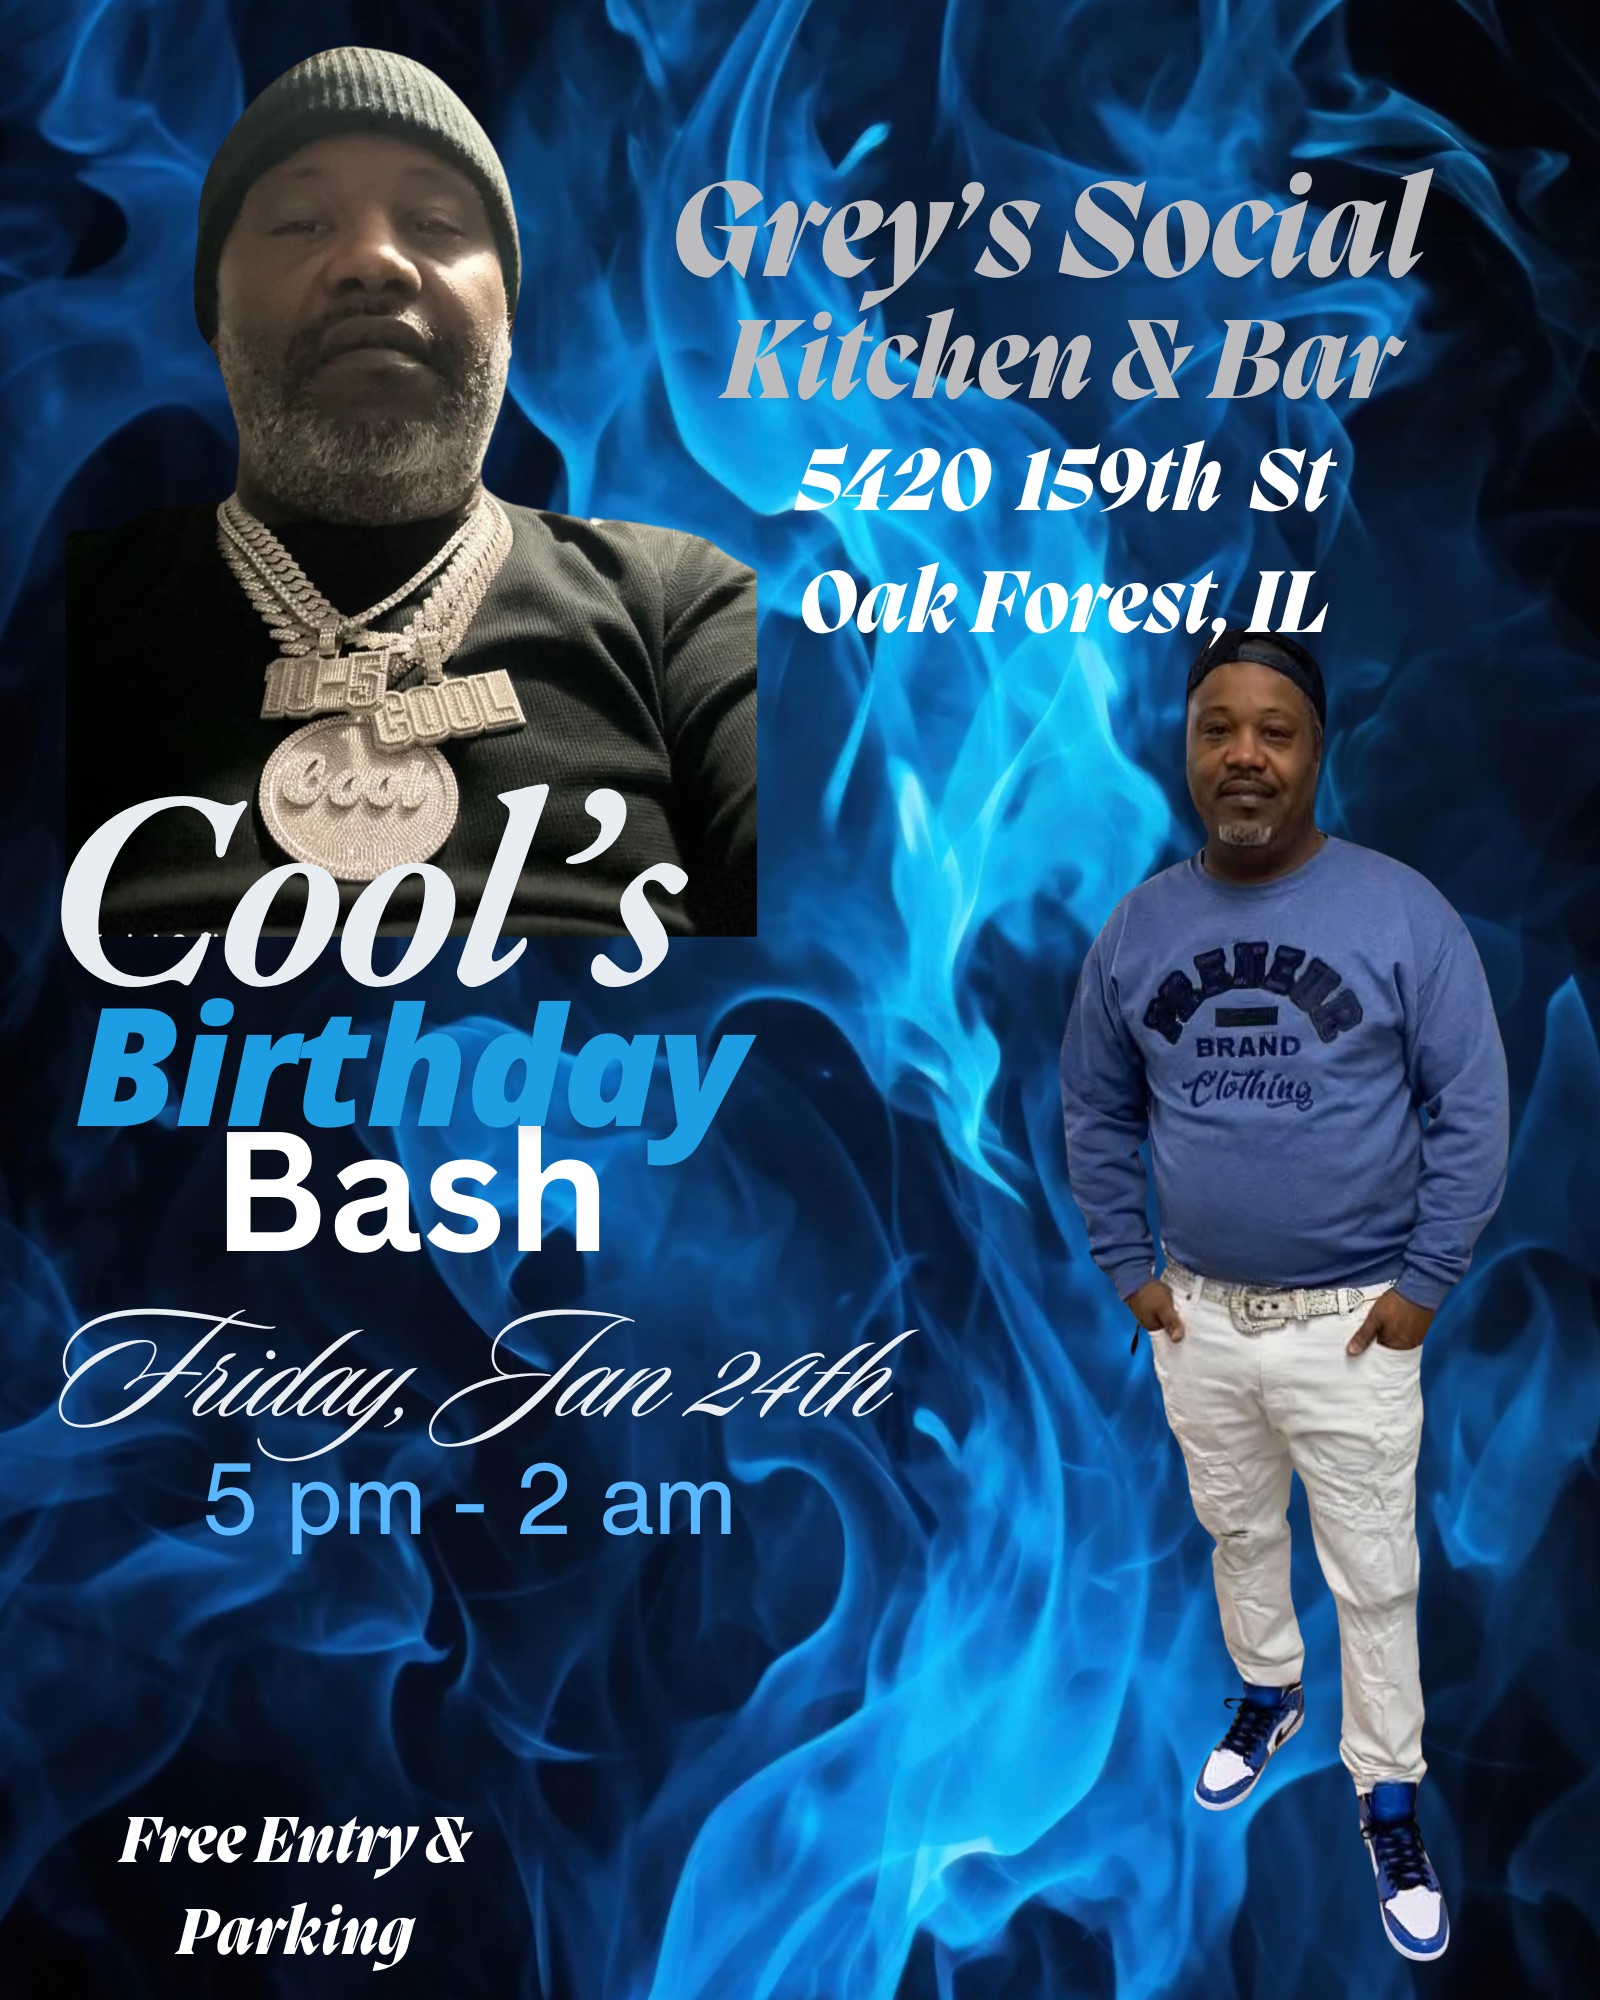 Grey's Social
Kitchen & Bar
5420 159th St
Oak Forest, IL
10-5
COOL
Cool
Cool's
Birthday
Bash
Friday, Jan 24th
5 pm - 2 am
PRENEUR
BRAND
Clothing
Free Entry &
Parking